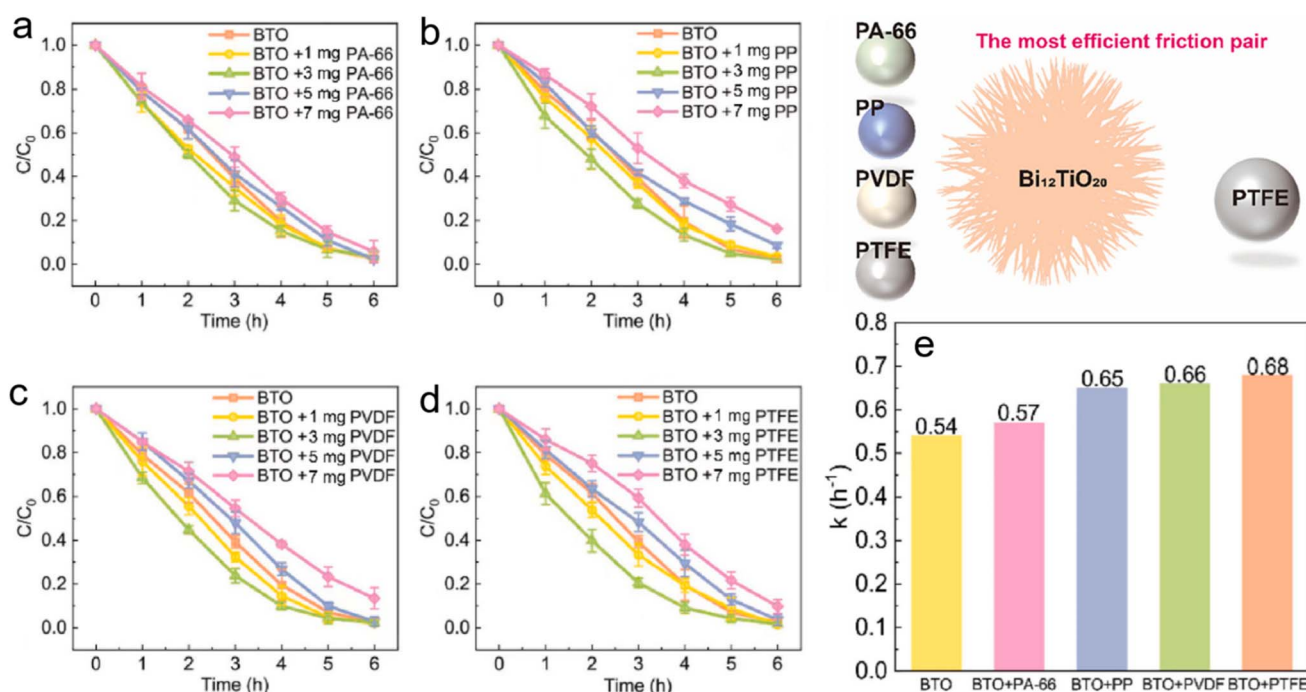 a
C/C₀
1.0
0.8
0.6
0.4
0.2
0.0
BTO
BTO +1 mg PA-66
BTO +3 mg PA-66
BTO +5 mg PA-66
BTO +7 mg PA-66
0 1 2 3 4 5 6
Time (h)
b
C/C₀
1.0
0.8
0.6
0.4
0.2
0.0
BTO
BTO +1 mg PP
BTO +3 mg PP
BTO +5 mg PP
BTO +7 mg PP
0 1 2 3 4 5 6
Time (h)
PA-66
PP
PVDF
PTFE
The most efficient friction pair
Bi₁₂TiO₂₀
PTFE
c
C/C₀
1.0
0.8
0.6
0.4
0.2
0.0
BTO
BTO +1 mg PVDF
BTO +3 mg PVDF
BTO +5 mg PVDF
BTO +7 mg PVDF
0 1 2 3 4 5 6
Time (h)
d
C/C₀
1.0
0.8
0.6
0.4
0.2
0.0
BTO
BTO +1 mg PTFE
BTO +3 mg PTFE
BTO +5 mg PTFE
BTO +7 mg PTFE
0 1 2 3 4 5 6
Time (h)
e
k (h⁻¹)
0.8
0.7
0.6
0.5
0.4
0.3
0.2
0.1
0.0
0.54 0.57 0.65 0.66 0.68
BTO BTO+PA-66 BTO+PP BTO+PVDF BTO+PTFE